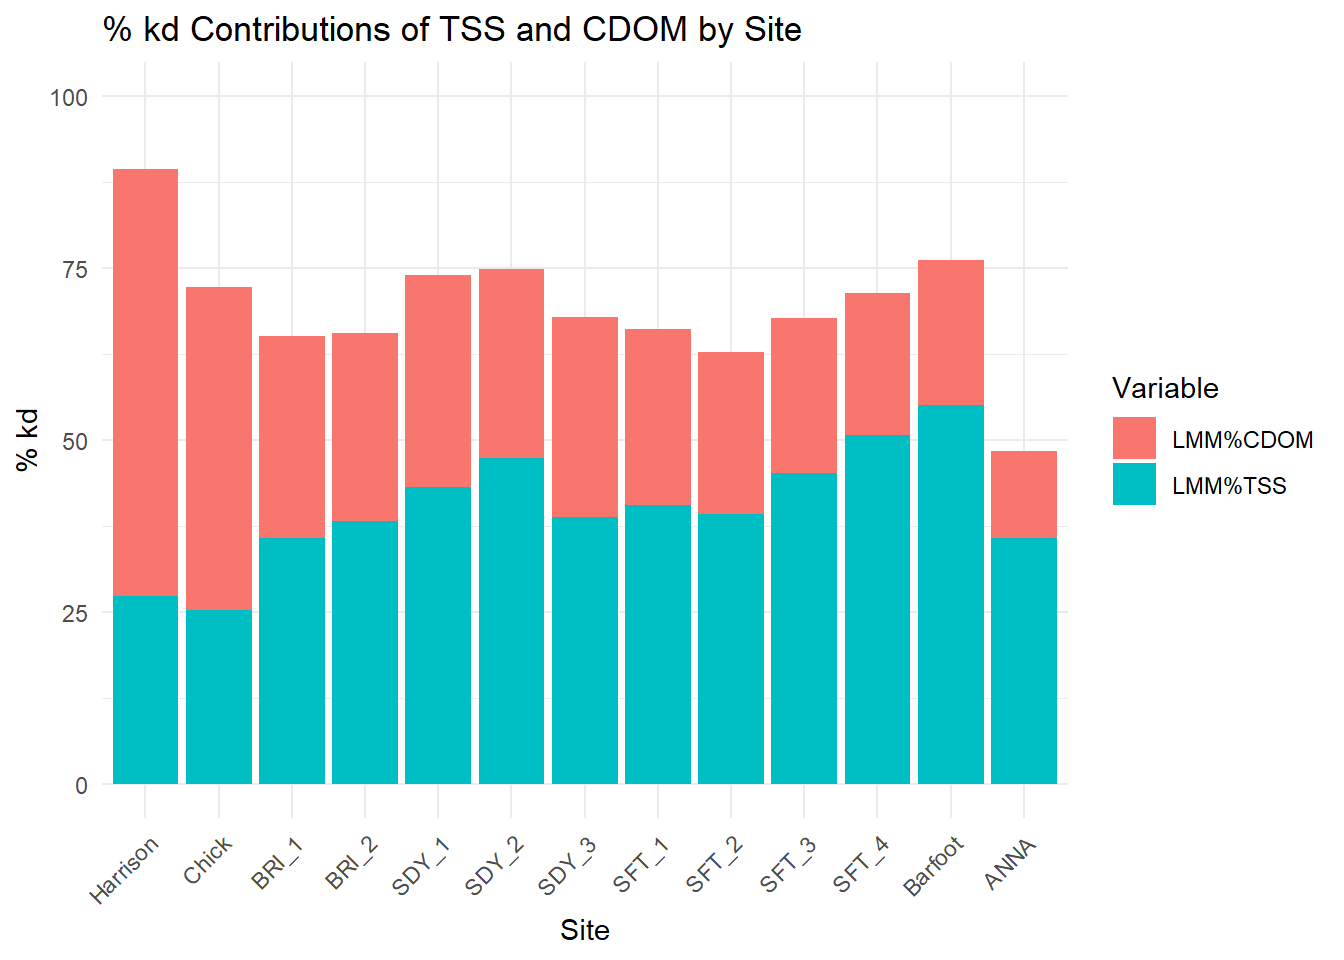 % kd Contributions of TSS and CDOM by Site
100
75
50
25
0
% kd
Harrison
Chick
BRI_1
BRI_2
SDY_1
SDY_2
SDY_3
SFT_1
SFT_2
SFT_3
SFT_4
Barfoot
ANNA
Site
Variable
LMM%CDOM
LMM%TSS